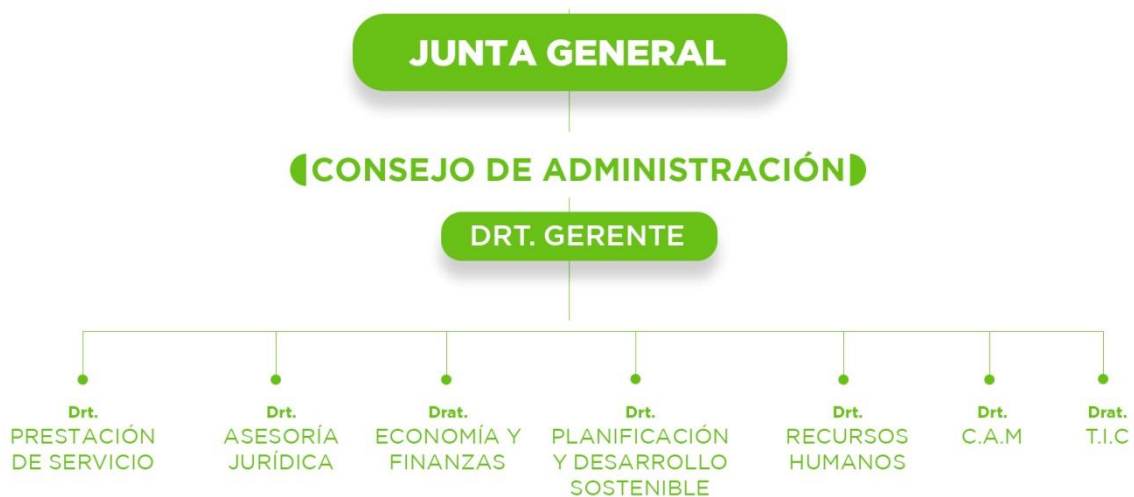 JUNTA GENERAL
CONSEJO DE ADMINISTRACIÓN
DRT. GERENTE
Drt.
PRESTACIÓN
DE SERVICIO
Drt.
ASESORÍA
JURÍDICA
Drat.
ECONOMÍA Y
FINANZAS
Drt.
PLANIFICACIÓN
Y DESARROLLO
SOSTENIBLE
Drt.
RECURSOS
HUMANOS
Drt.
C.A.M
Drat.
T.I.C